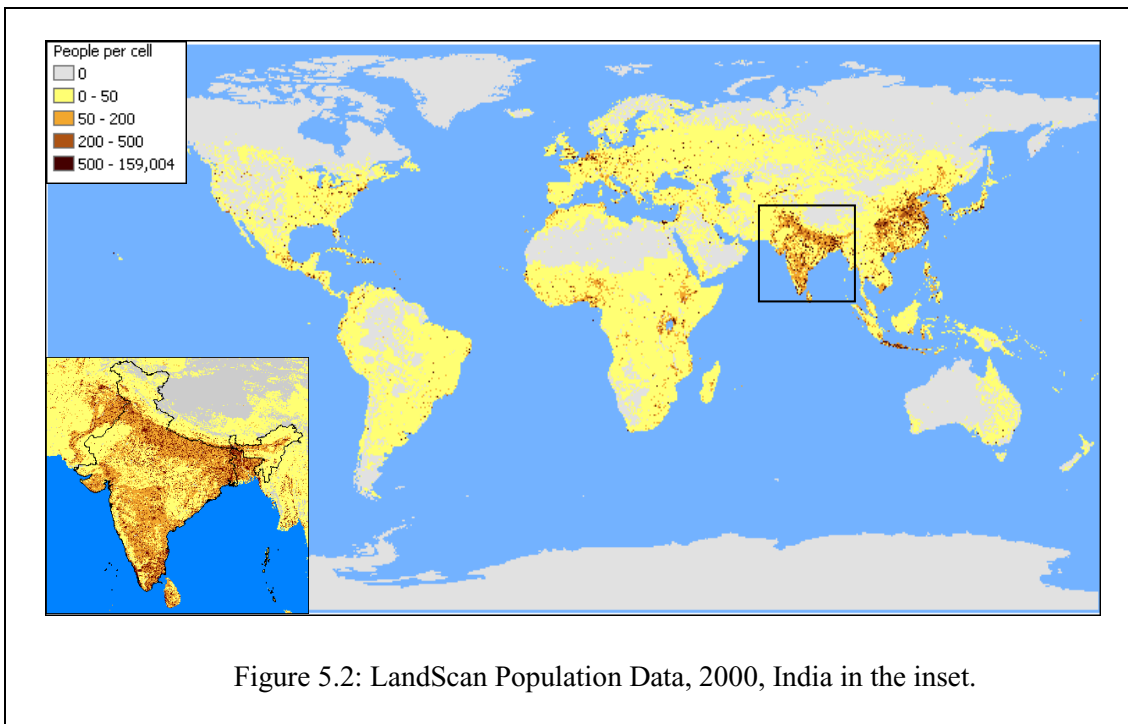 People per cell
0
0 - 50
50 - 200
200 - 500
500 - 159,004
Figure 5.2: LandScan Population Data, 2000, India in the inset.